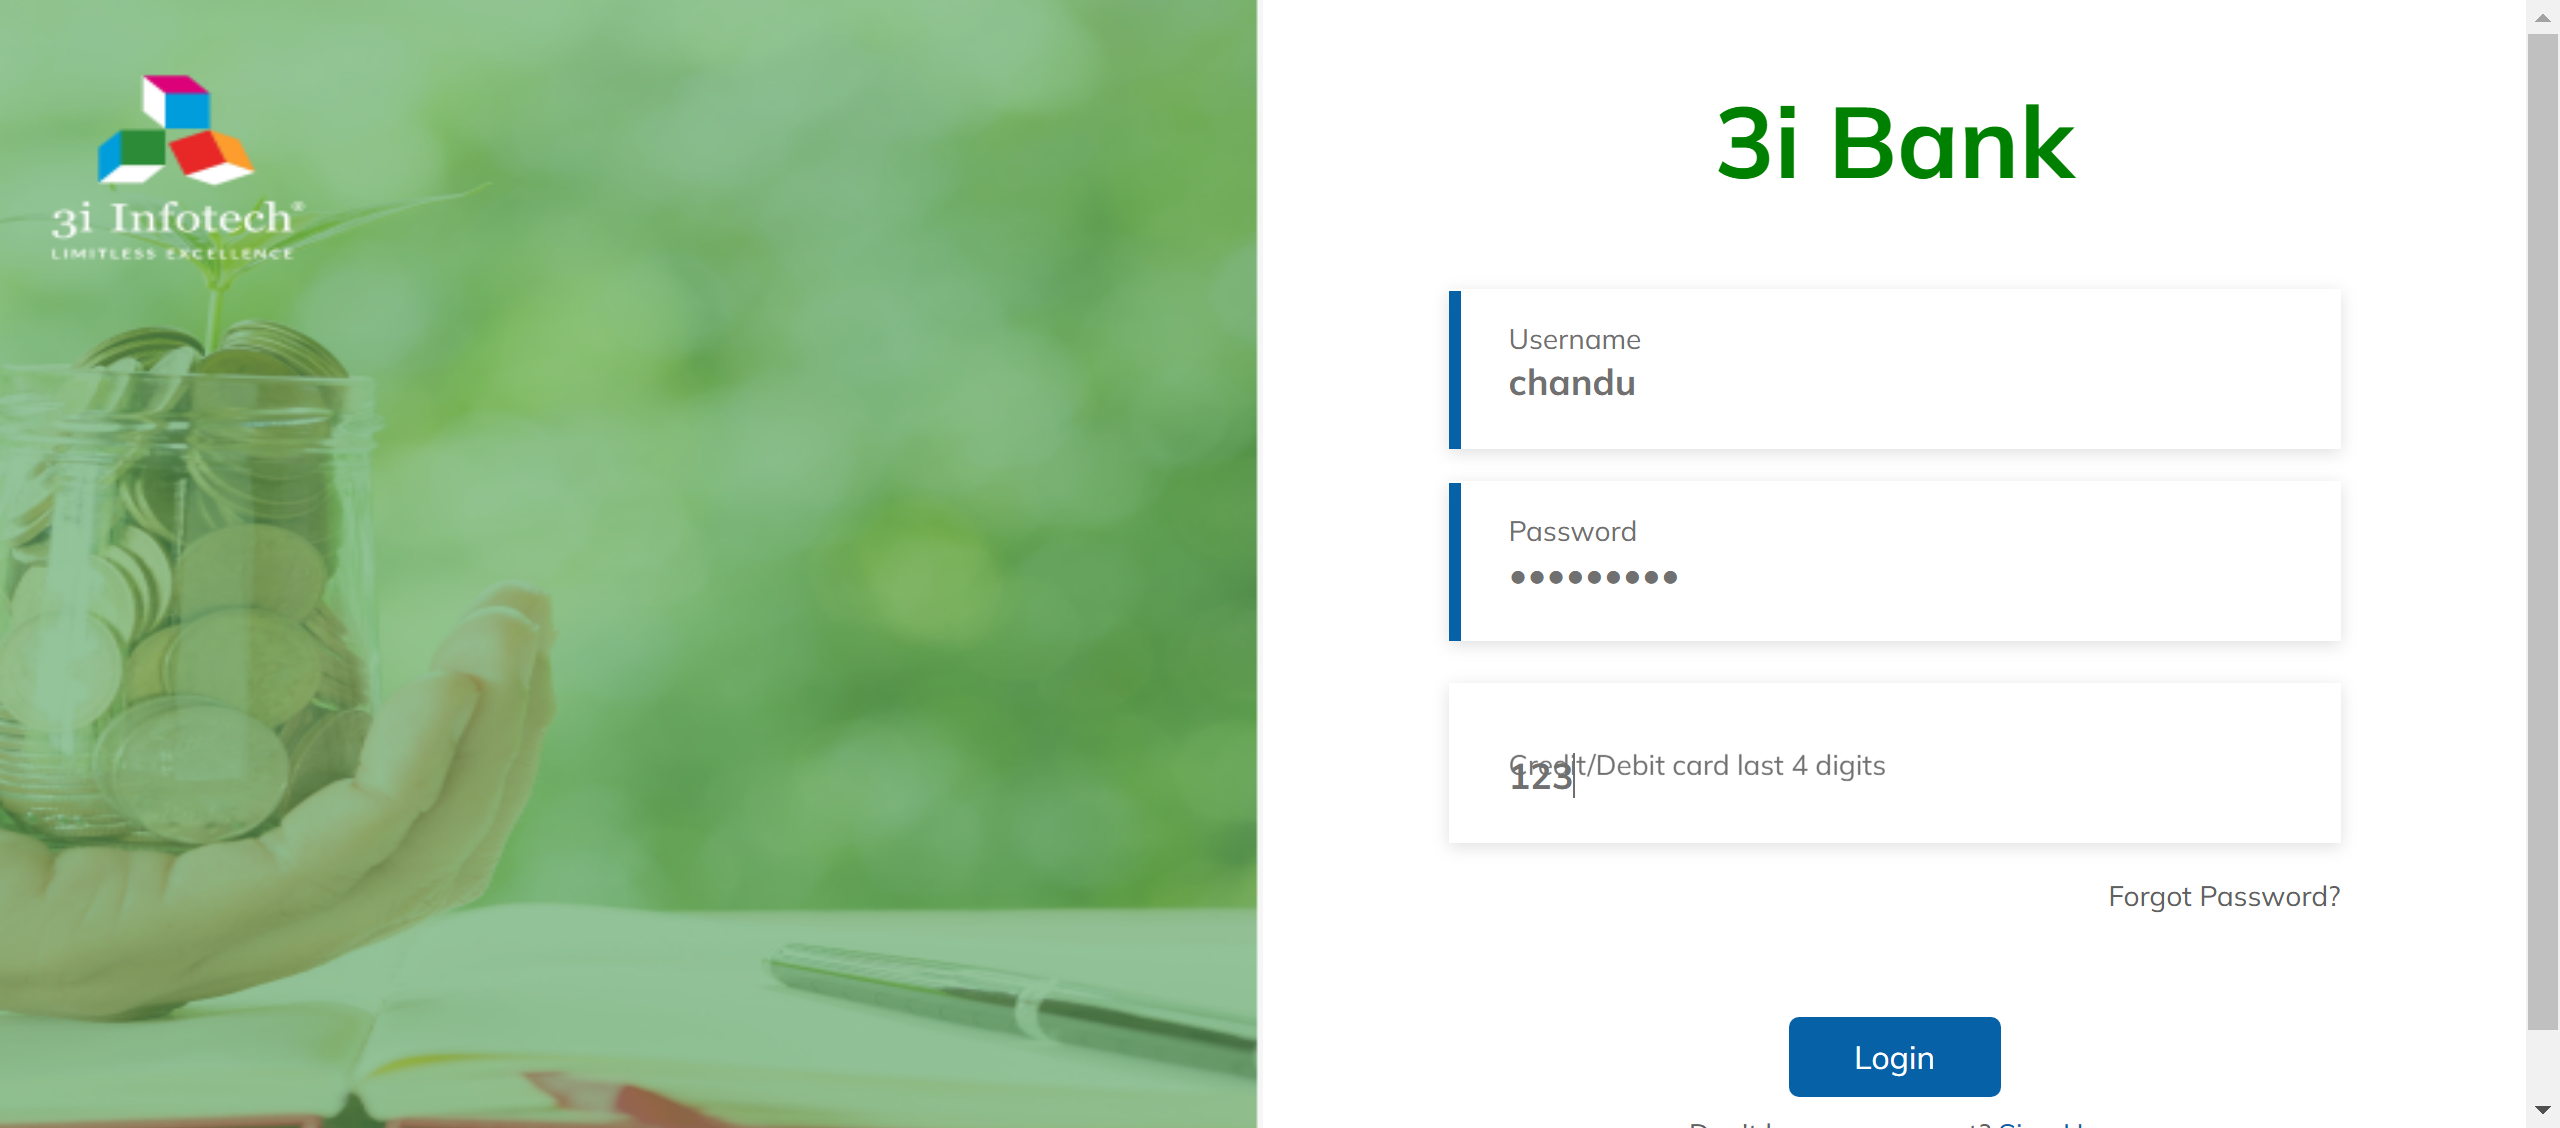 3i Infotech®
LIMITLESS EXCELLENCE
3i Bank
Username
chandu
Password
•••••••••
Credit/Debit card last 4 digits
123
Forgot Password?
Login